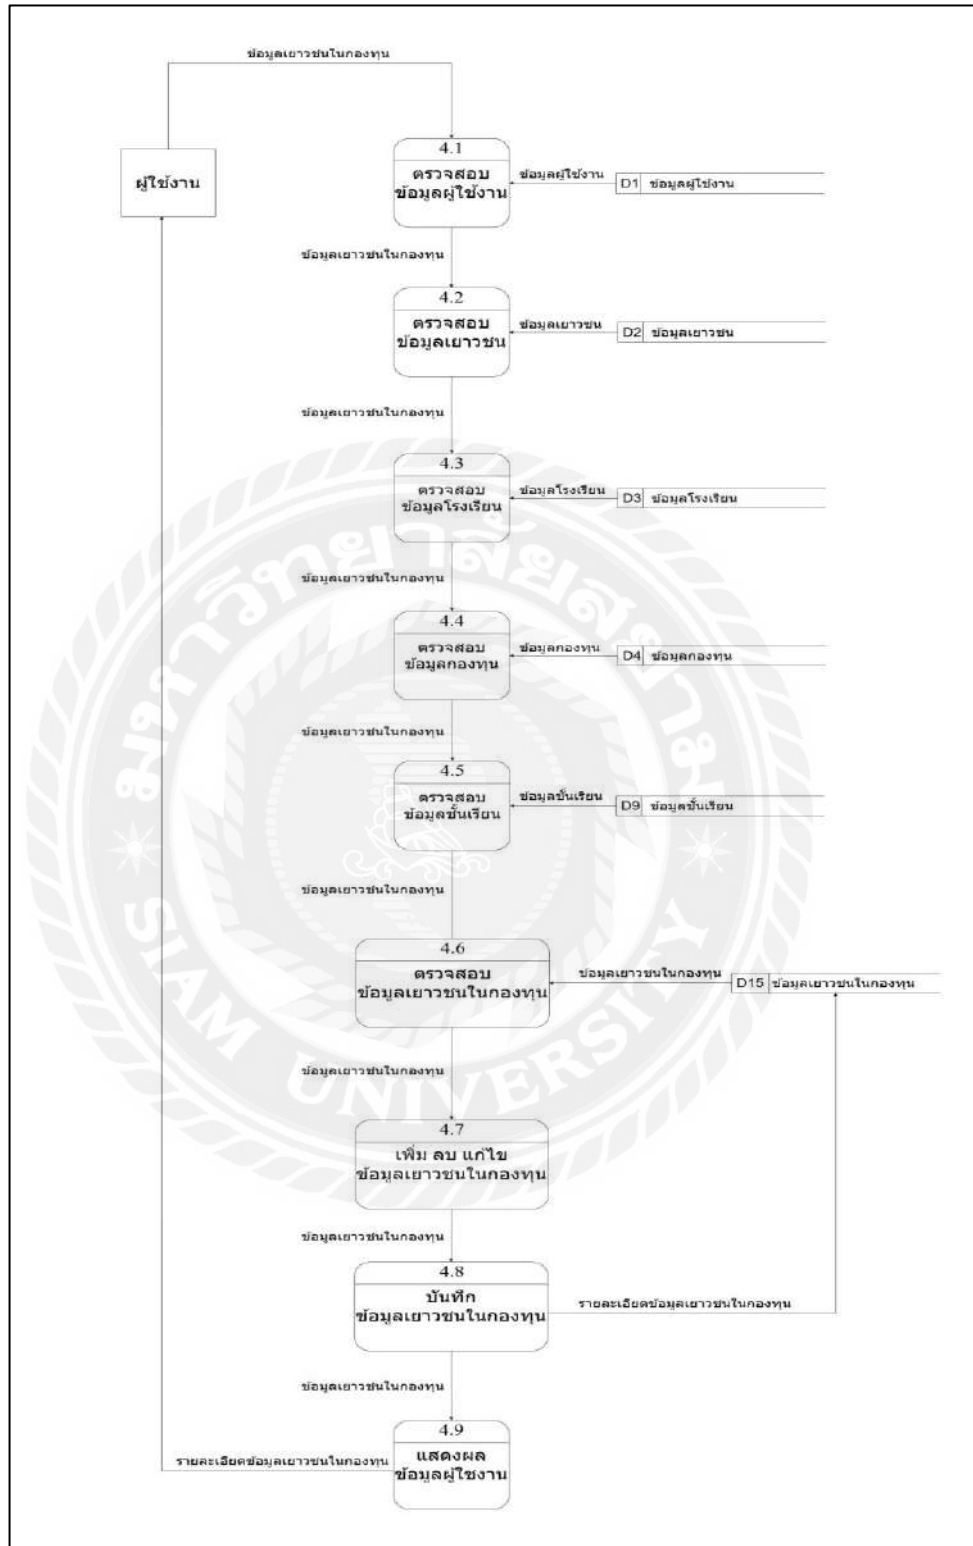 ข้อมูลเยาวชนในกองทุน
ผู้ใช้งาน
4.1
ตรวจสอบ
ข้อมูลผู้ใช้งาน
ข้อมูลผู้ใช้งาน
D1 ข้อมูลผู้ใช้งาน
ข้อมูลเยาวชนในกองทุน
4.2
ตรวจสอบ
ข้อมูลเยาวชน
ข้อมูลเยาวชน
D2 ข้อมูลเยาวชน
ข้อมูลเยาวชนในกองทุน
4.3
ตรวจสอบ
ข้อมูลโรงเรียน
ข้อมูลโรงเรียน
D3 ข้อมูลโรงเรียน
ข้อมูลเยาวชนในกองทุน
4.4
ตรวจสอบ
ข้อมูลกองทุน
ข้อมูลกองทุน
D4 ข้อมูลกองทุน
ข้อมูลเยาวชนในกองทุน
4.5
ตรวจสอบ
ข้อมูลชั้นเรียน
ข้อมูลชั้นเรียน
D9 ข้อมูลชั้นเรียน
ข้อมูลเยาวชนในกองทุน
4.6
ตรวจสอบ
ข้อมูลเยาวชนในกองทุน
ข้อมูลเยาวชนในกองทุน
D15 ข้อมูลเยาวชนในกองทุน
ข้อมูลเยาวชนในกองทุน
4.7
เพิ่ม ลบ แก้ไข
ข้อมูลเยาวชนในกองทุน
ข้อมูลเยาวชนในกองทุน
4.8
บันทึก
ข้อมูลเยาวชนในกองทุน
รายละเอียดข้อมูลเยาวชนในกองทุน
ข้อมูลเยาวชนในกองทุน
4.9
แสดงผล
ข้อมูลผู้ใชงาน
รายละเอียดข้อมูลเยาวชนในกองทุน
มหาวิทยาลัยสยาม
SIAM UNIVERSITY